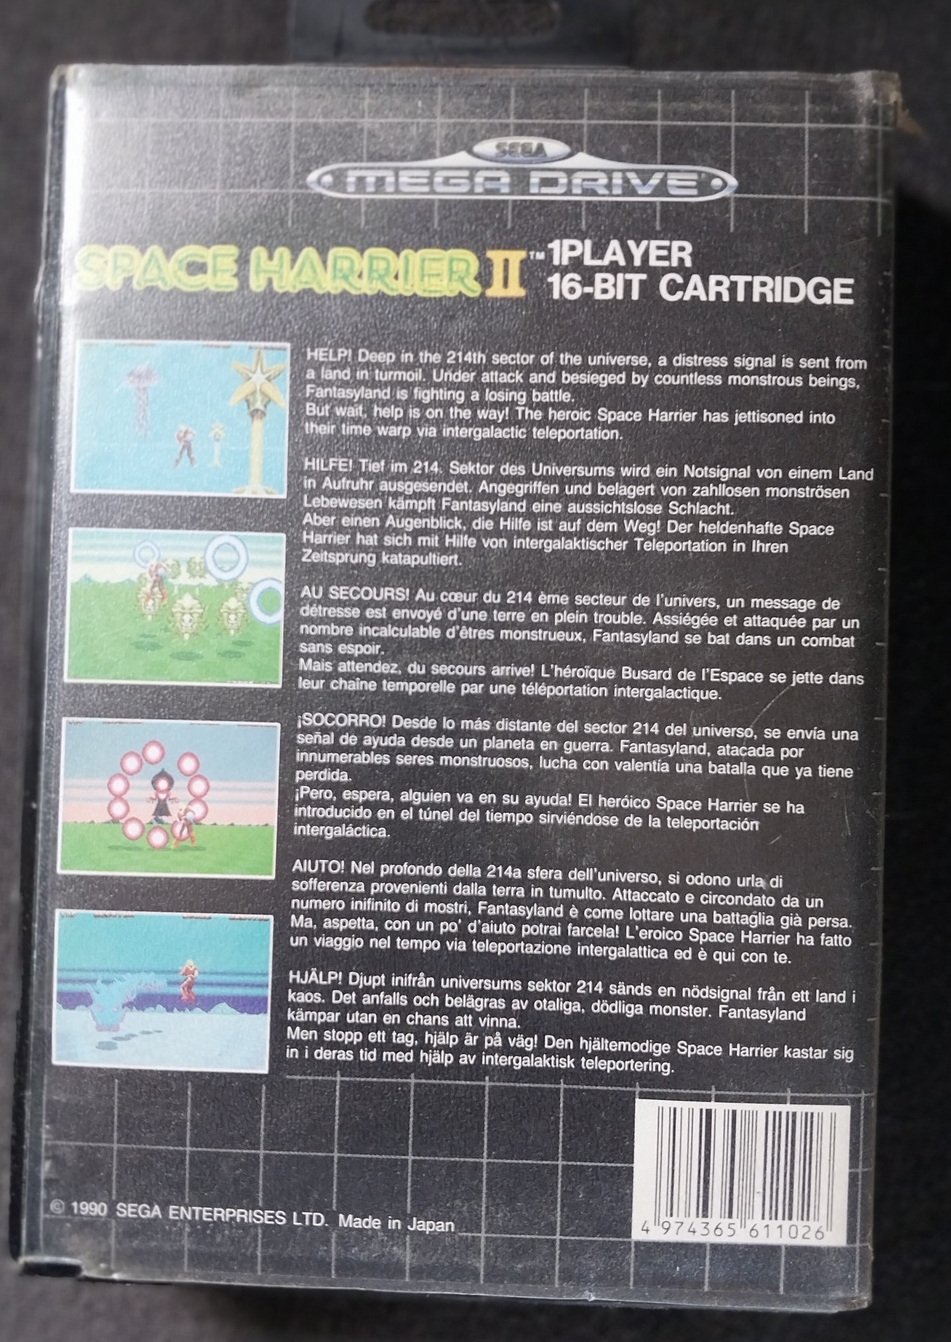 SEGA
MEGA DRIVE
SPACE HARRIER II™
1PLAYER
16-BIT CARTRIDGE
HELP! Deep in the 214th sector of the universe, a distress signal is sent from
a land in turmoil. Under attack and besieged by countless monstrous beings,
Fantasyland is fighting a losing battle.
But wait, help is on the way! The heroic Space Harrier has jettisoned into
their time warp via intergalactic teleportation.
HILFE! Tief im 214. Sektor des Universums wird ein Notsignal von einem Land
in Aufruhr ausgesendet. Angegriffen und belagert von zahllosen monströsen
Lebewesen kämpft Fantasyland eine aussichtslose Schlacht.
Aber einen Augenblick, die Hilfe ist auf dem Weg! Der heldenhafte Space
Harrier hat sich mit Hilfe von intergalaktischer Teleportation in Ihren
Zeitsprung katapultiert.
AU SECOURS! Au cœur du 214 ème secteur de l'univers, un message de
détresse est envoyé d'une terre en plein trouble. Assiégée et attaquée par un
nombre incalculable d'êtres monstrueux, Fantasyland se bat dans un combat
sans espoir.
Mais attendez, du secours arrive! L'héroïque Busard de l'Espace se jette dans
leur chaîne temporelle par une téléportation intergalactique.
¡SOCORRO! Desde lo más distante del sector 214 del universo, se envía una
señal de ayuda desde un planeta en guerra. Fantasyland, atacada por
innumerables seres monstruosos, lucha con valentía una batalla que ya tiene
perdida.
¡Pero, espera, alguien va en su ayuda! El heróico Space Harrier se ha
introducido en el túnel del tiempo sirviéndose de la teleportación
intergaláctica.
AIUTO! Nel profondo della 214a sfera dell'universo, si odono urla di
sofferenza provenienti dalla terra in tumulto. Attaccato e circondato da un
numero inifinito di mostri, Fantasyland è come lottare una battaglia già persa.
Ma, aspetta, con un po' d'aiuto potrai farcela! L'eroico Space Harrier ha fatto
un viaggio nel tempo via teleportazione intergalattica ed è qui con te.
HJÄLP! Djupt inifrån universums sektor 214 sänds en nödsignal från ett land i
kaos. Det anfalls och belägras av otaliga, dödliga monster. Fantasyland
kämpar utan en chans att vinna.
Men stopp ett tag, hjälp är på väg! Den hjältemodige Space Harrier kastar sig
in i deras tid med hjälp av intergalaktisk teleportering.
© 1990 SEGA ENTERPRISES LTD. Made in Japan
4 974365 611026